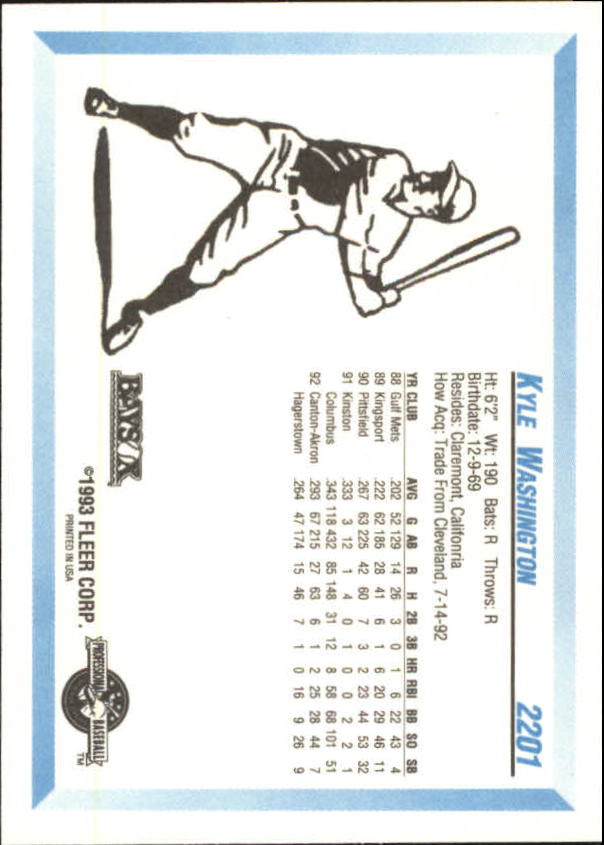 KYLE WASHINGTON 2201
Ht: 6'2" Wt: 190 Bats: R Throws: R
Birthdate: 12-9-69
Resides: Claremont, Califonria
How Acq: Trade From Cleveland, 7-14-92
YR CLUB AVG G AB R H 2B 3B HR RBI BB SO SB
88 Gulf Mets .202 52 129 14 26 3 0 1 6 22 43 4
89 Kingsport .222 62 185 28 41 6 1 6 20 29 46 11
90 Pittsfield .267 63 225 42 60 7 3 2 23 44 53 32
91 Kinston .333 3 12 1 4 0 1 0 0 2 2 1
Columbus .343 118 432 85 148 31 12 8 58 68 101 51
92 Canton-Akron .293 67 215 27 63 6 1 2 25 28 44 7
Hagerstown .264 47 174 15 46 7 1 0 16 9 26 9
BAYSOX
©1993 FLEER CORP.
PRINTED IN USA
PROFESSIONAL
BASEBALL
TM